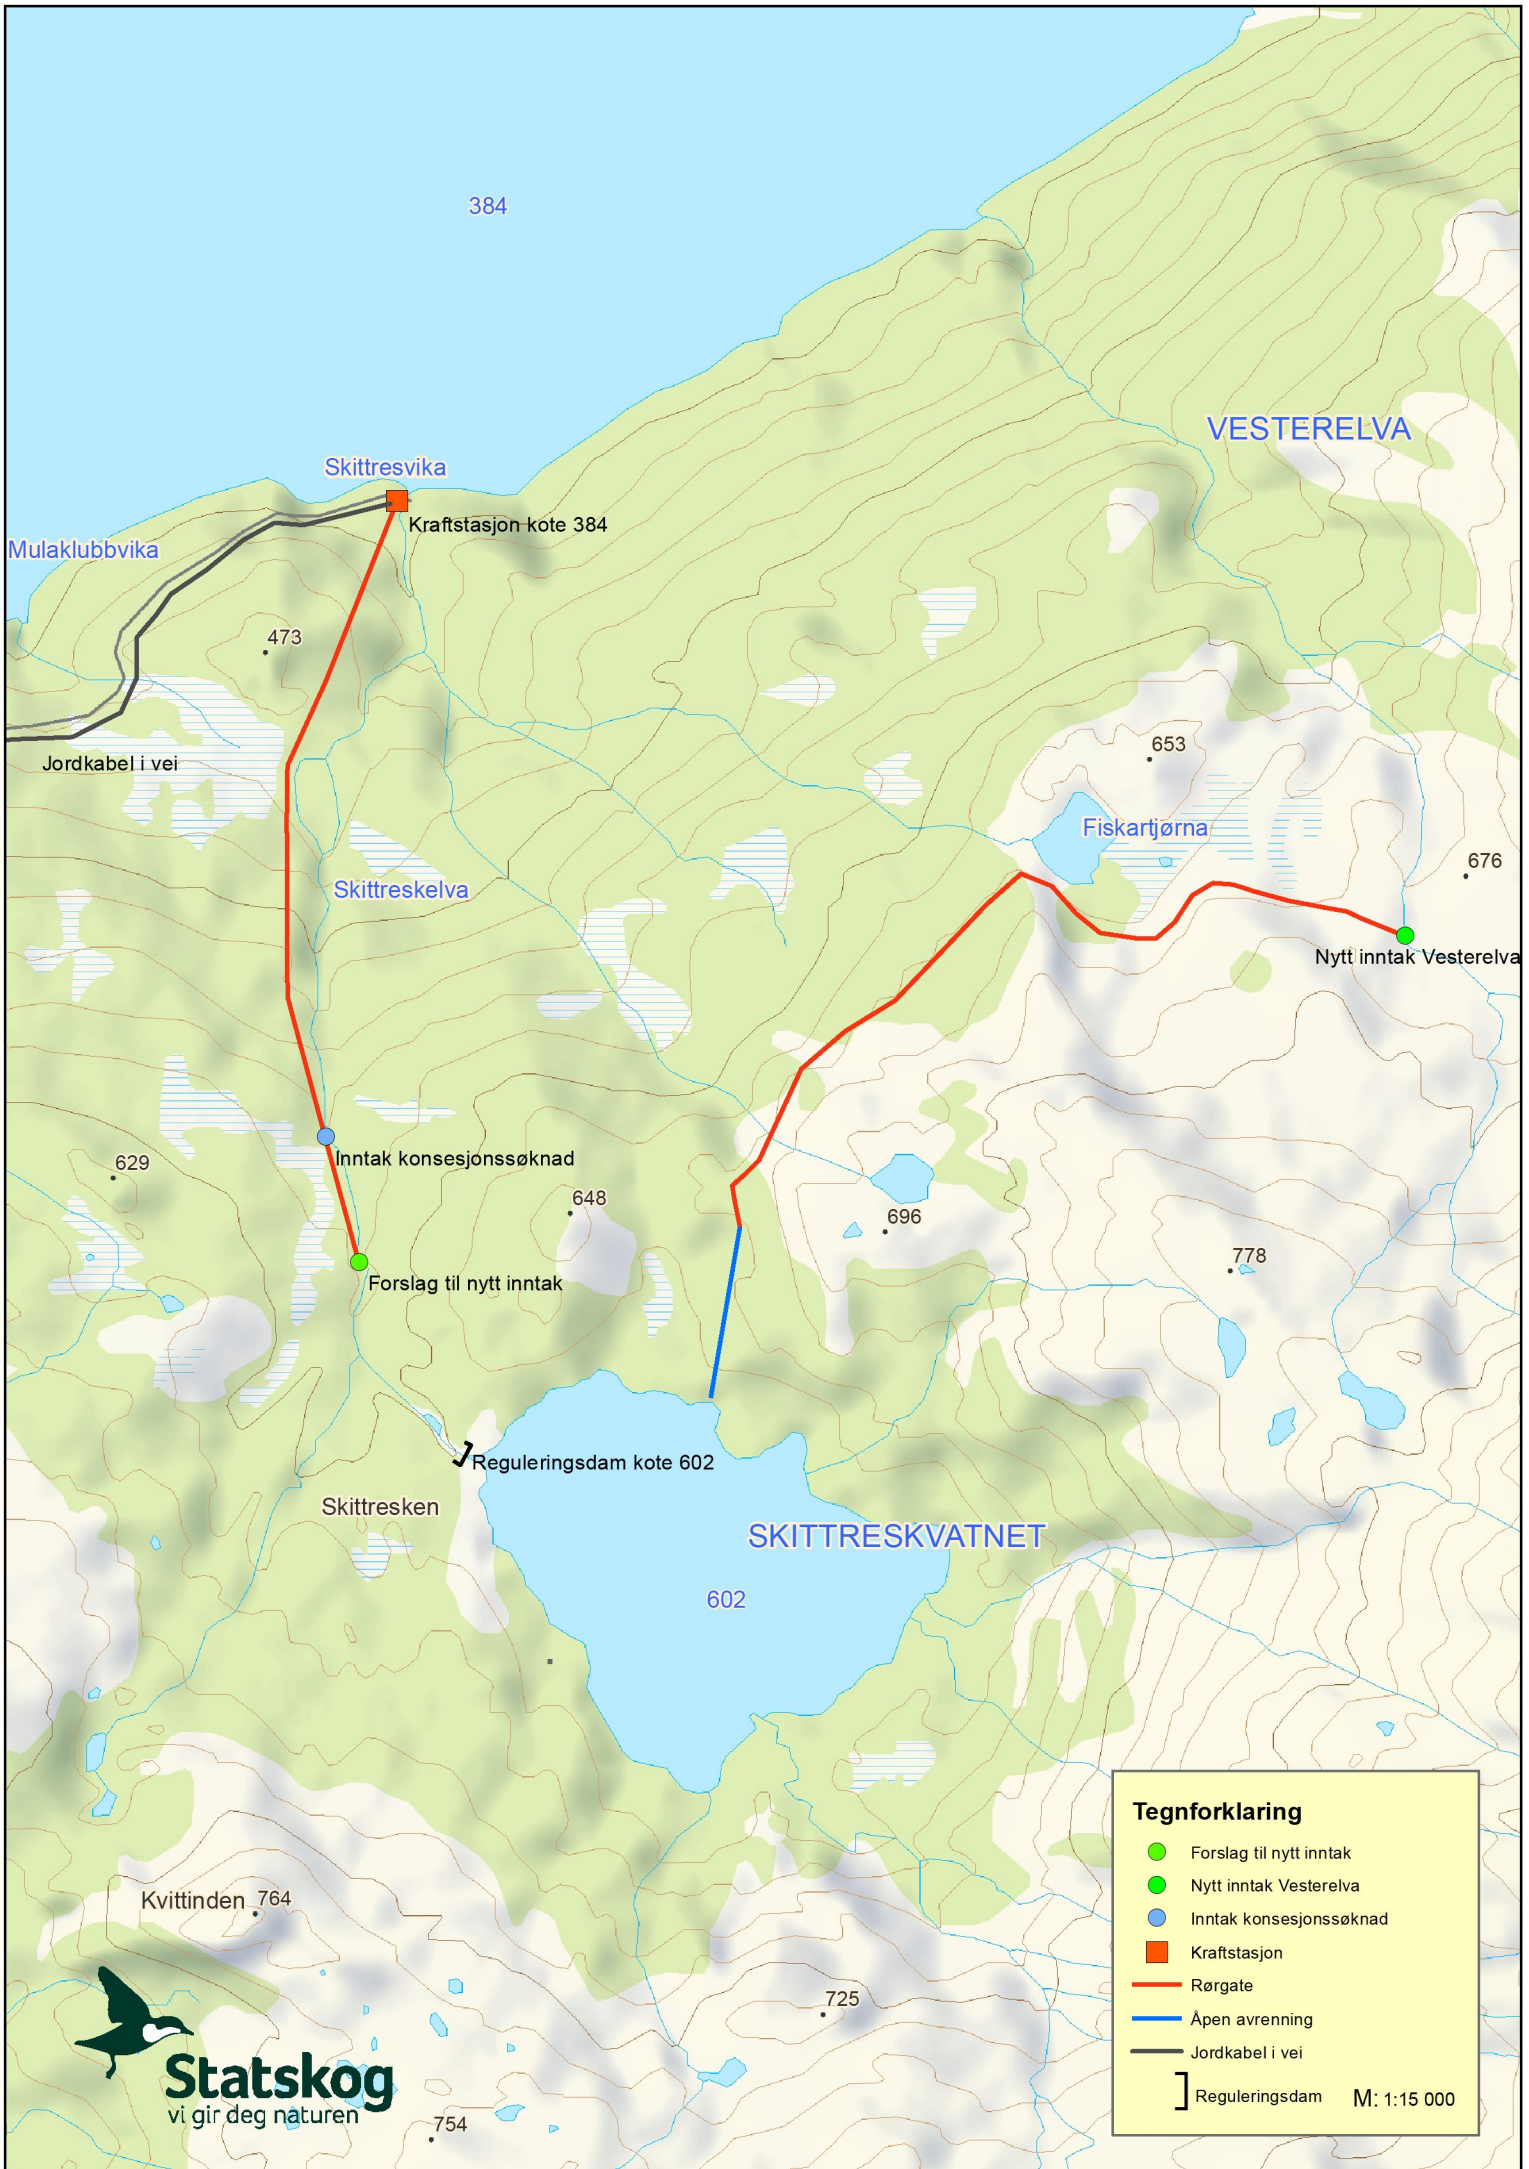 384
VESTERELVA
Skittresvika
Kraftstasjon kote 384
Mulaklubbvika
473
Jordkabel i vei
653
Fiskartjørna
676
Skittreskelva
Nytt inntak Vesterelva
Inntak konsesjonssøknad
629
648
696
778
Forslag til nytt inntak
Reguleringsdam kote 602
Skittresken
SKITTRESKVATNET
602
Kvittinden 764
725
754
Statskog
vi gir deg naturen
Tegnforklaring
Forslag til nytt inntak
Nytt inntak Vesterelva
Inntak konsesjonssøknad
Kraftstasjon
Rørgate
Åpen avrenning
Jordkabel i vei
Reguleringsdam M: 1:15 000